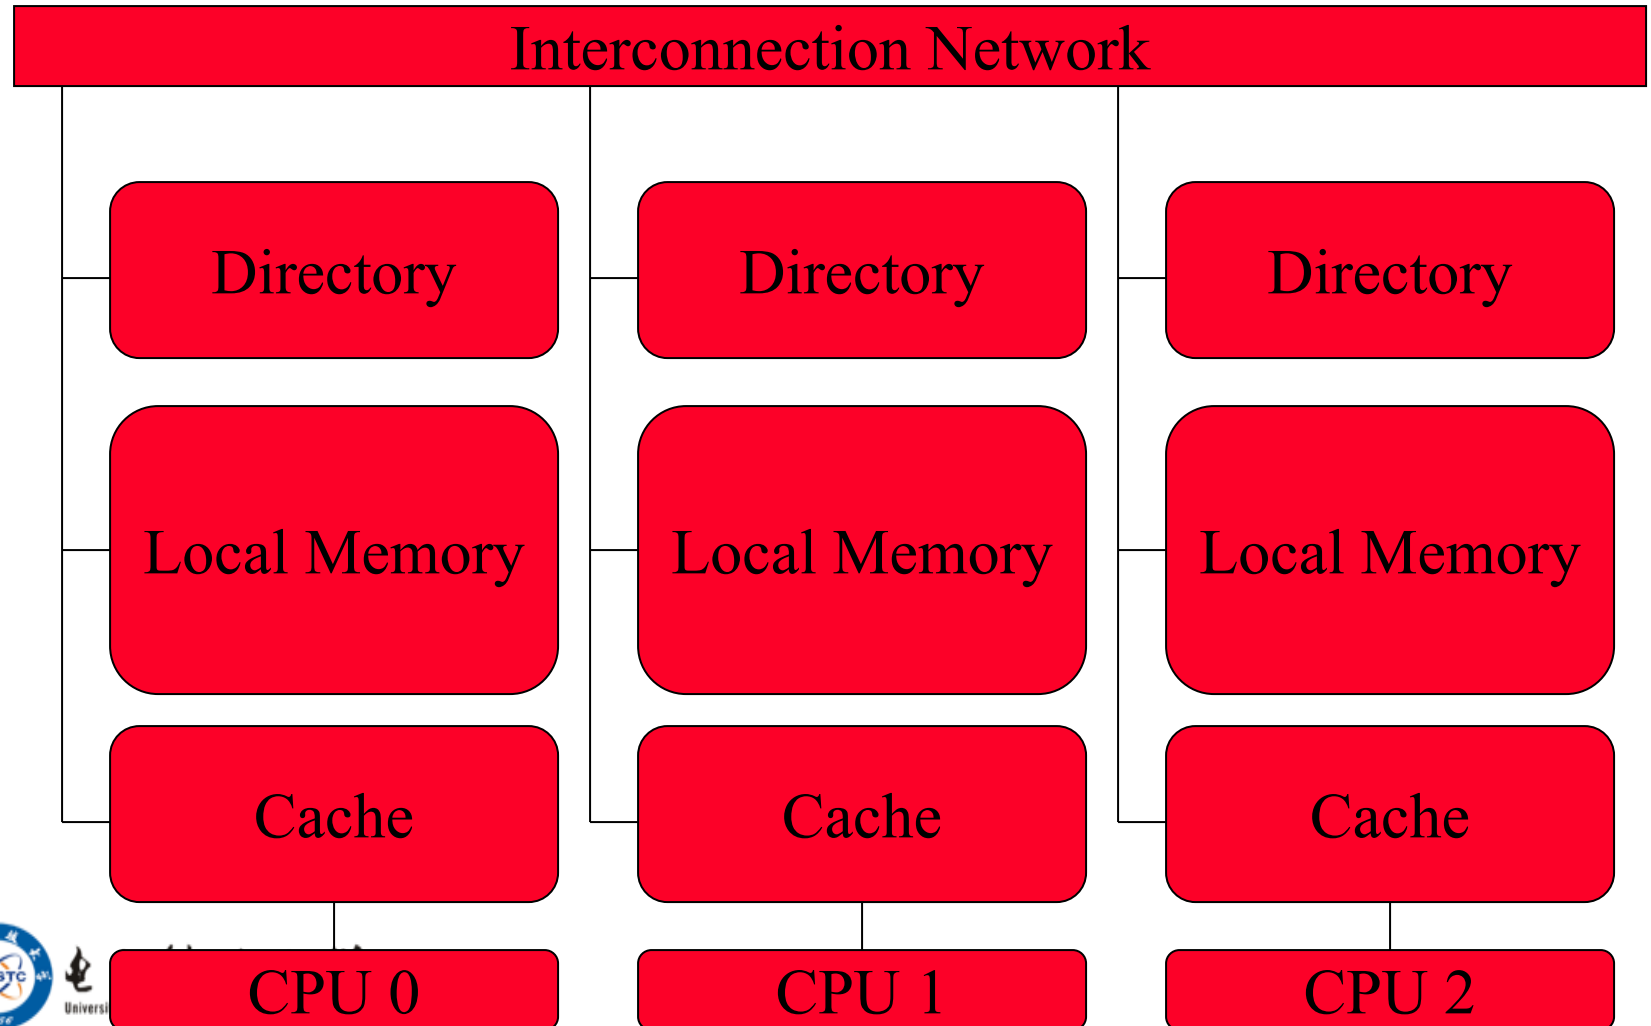 Interconnection Network
Directory Directory Directory
Local Memory Local Memory Local Memory
Cache Cache Cache
CPU 0 CPU 1 CPU 2